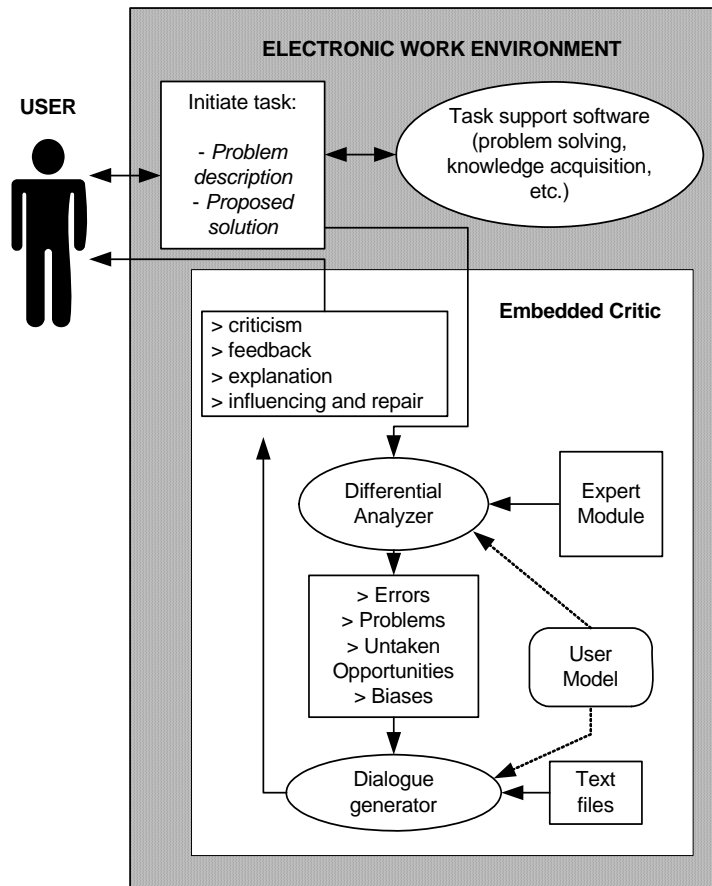 ELECTRONIC WORK ENVIRONMENT
USER
Initiate task:
- Problem
description
- Proposed
solution
Task support software
(problem solving,
knowledge acquisition,
etc.)
Embedded Critic
> criticism
> feedback
> explanation
> influencing and repair
Differential
Analyzer
Expert
Module
> Errors
> Problems
> Untaken
Opportunities
> Biases
User
Model
Dialogue
generator
Text
files